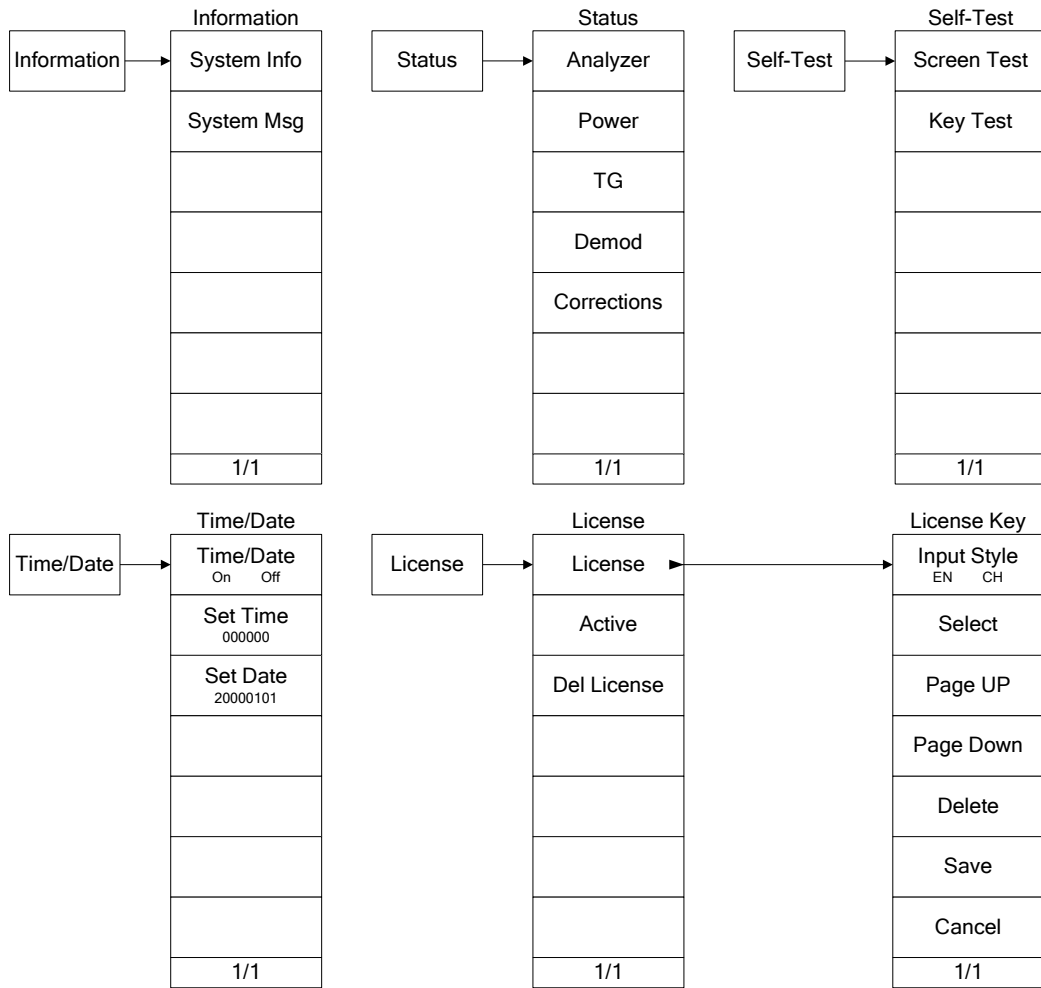 Information
Information
System Info
System Msg
1/1
Status
Status
Analyzer
Power
TG
Demod
Corrections
1/1
Self-Test
Self-Test
Screen Test
Key Test
1/1
Time/Date
Time/Date
Time/Date
On Off
Set Time
000000
Set Date
20000101
1/1
License
License
License
Active
Del License
1/1
License Key
Input Style
EN CH
Select
Page UP
Page Down
Delete
Save
Cancel
1/1